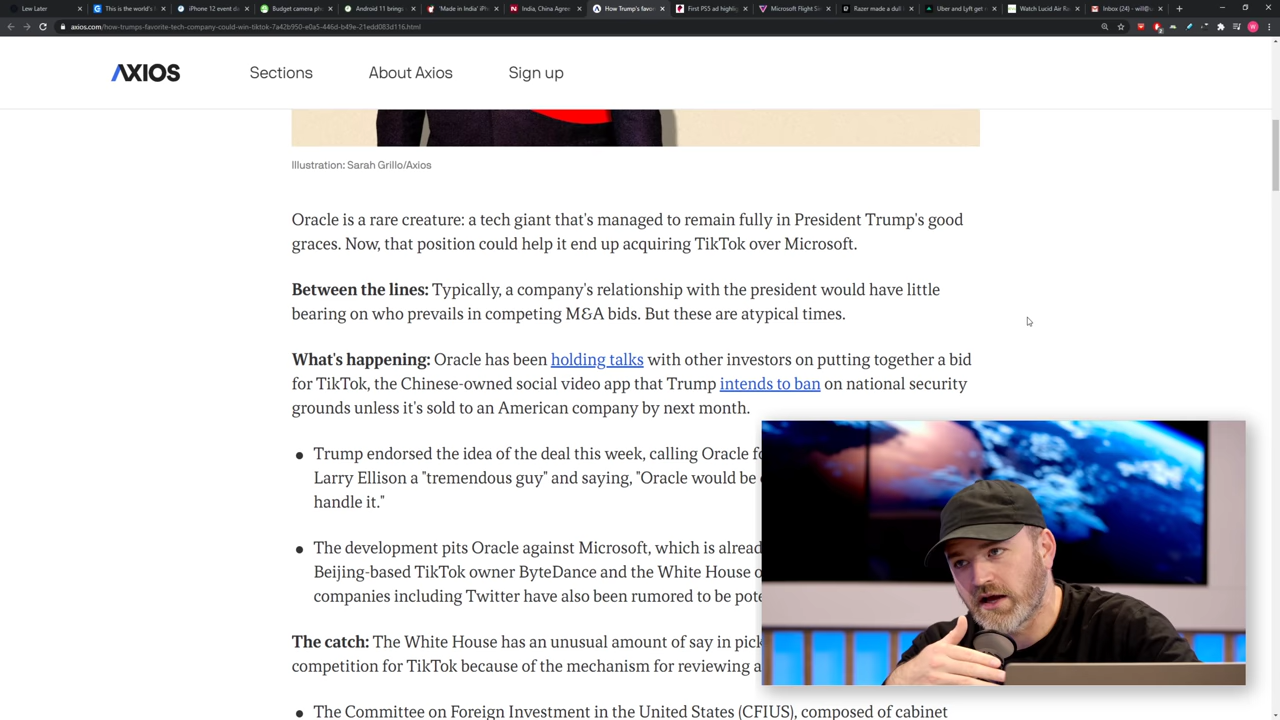 Lew Later
This is the world's
iPhone 12 event d
Budget camera ph
Android 11 brings
'Made in India' iPh
India, China Agree
How Trump's favo
First PS5 ad highlig
Microsoft Flight Si
Razer made a dui
Uber and Lyft get
Watch Lucid Air R
Inbox (24) - will@
axios.com/how-trumps-favorite-tech-company-could-win-tiktok-7a42b950-e0a5-446d-b49e-21edd083d116.html
AXIOS
Sections
About Axios
Sign up
Illustration: Sarah Grillo/Axios
Oracle is a rare creature: a tech giant that's managed to remain fully in President Trump's good
graces. Now, that position could help it end up acquiring TikTok over Microsoft.
Between the lines: Typically, a company's relationship with the president would have little
bearing on who prevails in competing M&A bids. But these are atypical times.
What's happening: Oracle has been holding talks with other investors on putting together a bid
for TikTok, the Chinese-owned social video app that Trump intends to ban on national security
grounds unless it's sold to an American company by next month.
Trump endorsed the idea of the deal this week, calling Oracle fo
Larry Ellison a "tremendous guy" and saying, "Oracle would be
handle it."
The development pits Oracle against Microsoft, which is alread
Beijing-based TikTok owner ByteDance and the White House o
companies including Twitter have also been rumored to be pote
The catch: The White House has an unusual amount of say in pick
competition for TikTok because of the mechanism for reviewing a
The Committee on Foreign Investment in the United States (CFIUS), composed of cabinet